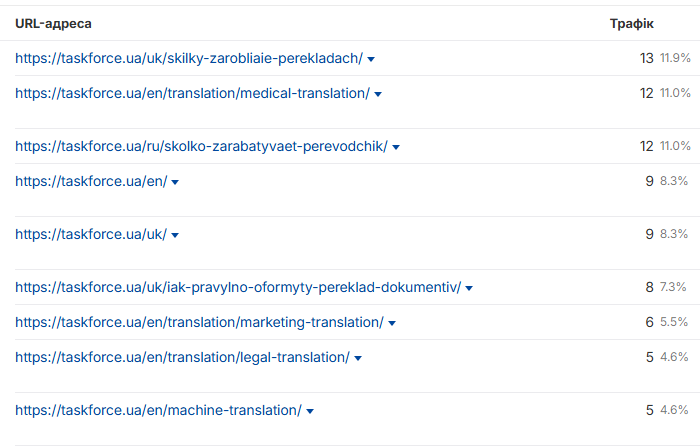 URL-адреса Трафік
https://taskforce.ua/uk/skilky-zarobliaie-perekladach/ 13 11.9%
https://taskforce.ua/en/translation/medical-translation/ 12 11.0%
https://taskforce.ua/ru/skolko-zarabatyvaet-perevodchik/ 12 11.0%
https://taskforce.ua/en/ 9 8.3%
https://taskforce.ua/uk/ 9 8.3%
https://taskforce.ua/uk/iak-pravylno-oformyty-pereklad-dokumentiv/ 8 7.3%
https://taskforce.ua/en/translation/marketing-translation/ 6 5.5%
https://taskforce.ua/en/translation/legal-translation/ 5 4.6%
https://taskforce.ua/en/machine-translation/ 5 4.6%